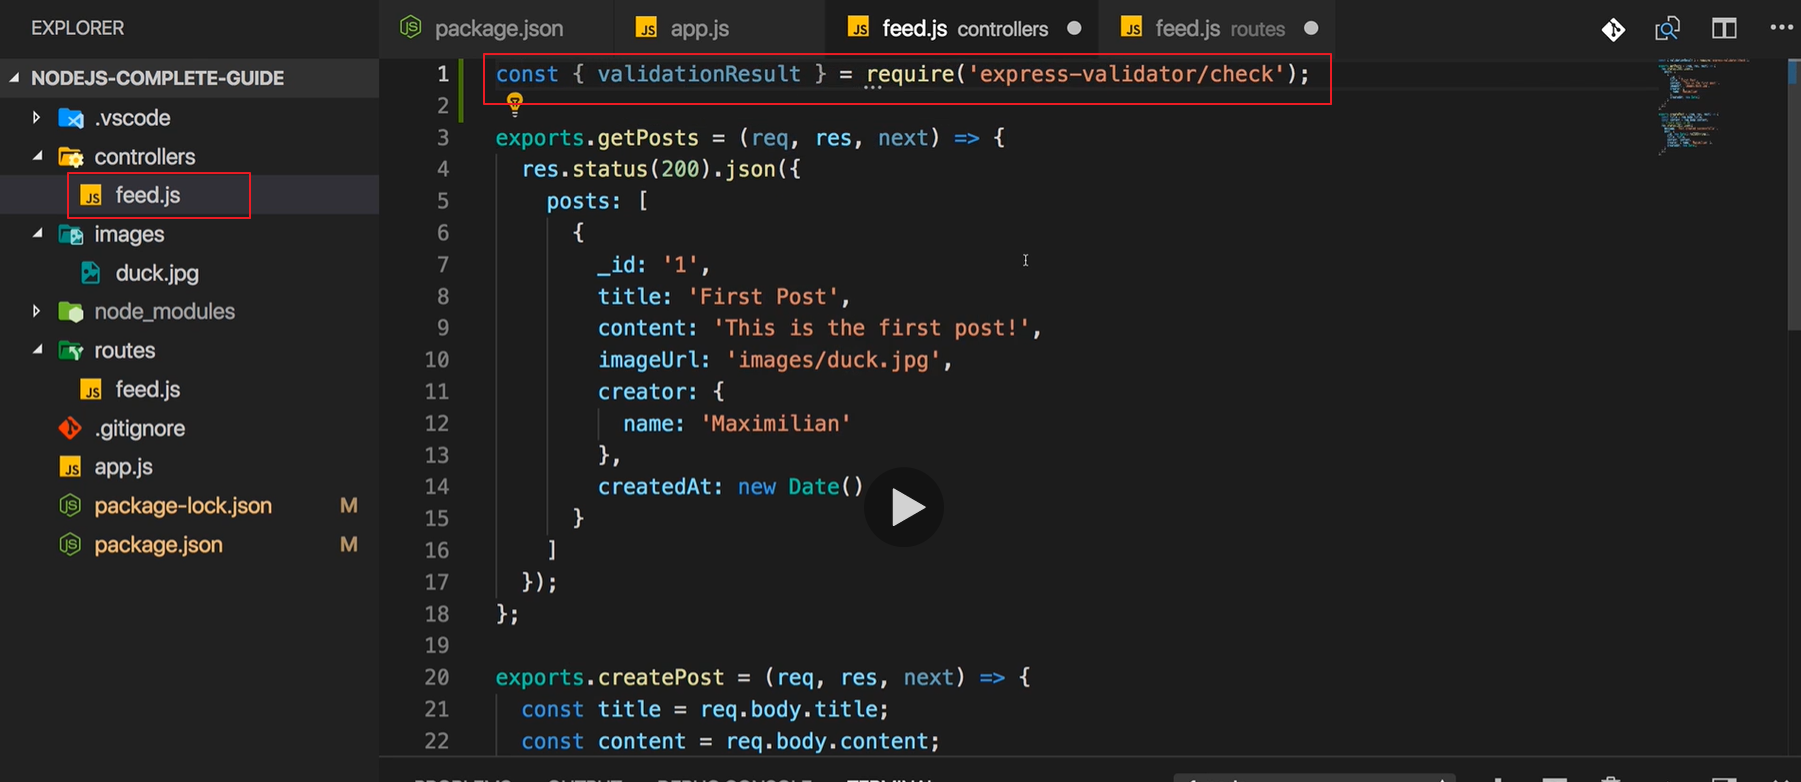 EXPLORER
NODEJS-COMPLETE-GUIDE
.vscode
controllers
feed.js
images
duck.jpg
node_modules
routes
feed.js
.gitignore
app.js
package-lock.json M
package.json M
package.json app.js feed.js controllers feed.js routes
1 const { validationResult } = require('express-validator/check');
2
3 exports.getPosts = (req, res, next) => {
4 res.status(200).json({
5 posts: [
6 {
7 _id: '1',
8 title: 'First Post',
9 content: 'This is the first post!',
10 imageUrl: 'images/duck.jpg',
11 creator: {
12 name: 'Maximilian'
13 },
14 createdAt: new Date()
15 }
16 ]
17 });
18 };
19
20 exports.createPost = (req, res, next) => {
21 const title = req.body.title;
22 const content = req.body.content;